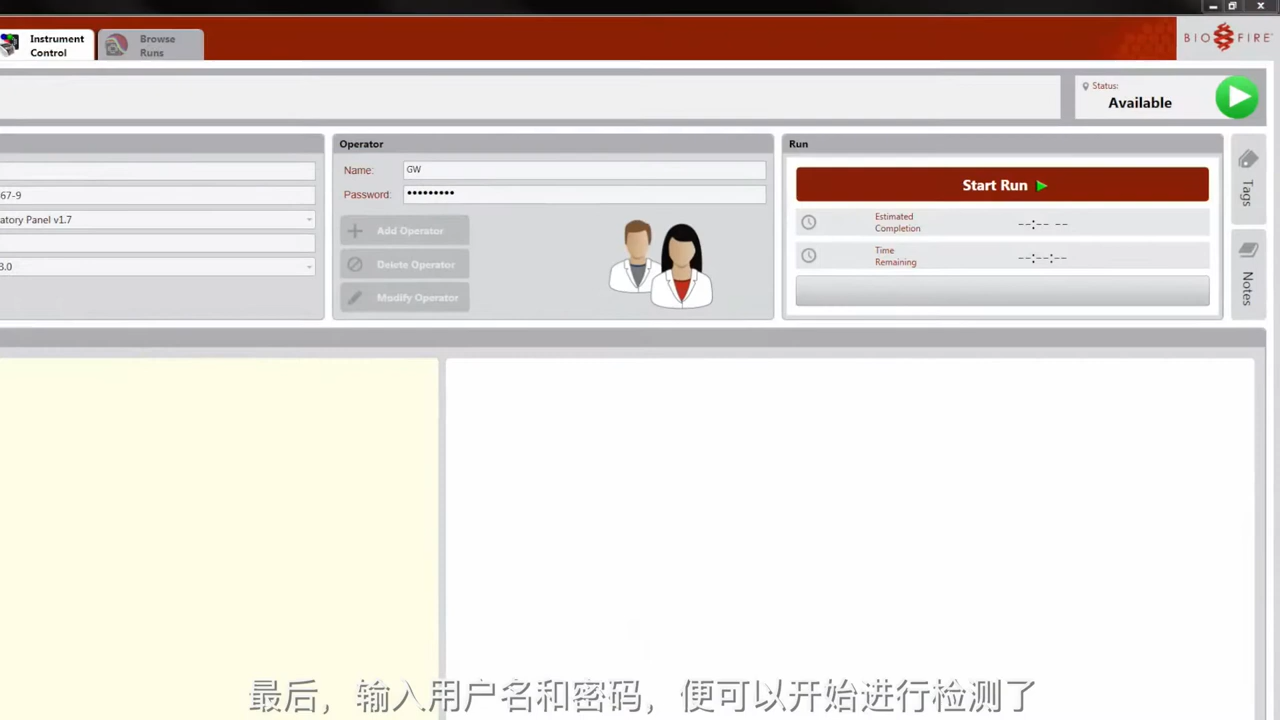 Instrument
Control
Browse
Runs
BIO FIRE
Status:
Available
67-9
atory Panel v1.7
3.0
Operator
Name: GW
Password: •••••••••
Add Operator
Delete Operator
Modify Operator
Run
Start Run
Estimated
Completion
--:-- --
Time
Remaining
--:--:--
Tags
Notes
最后，输入用户名和密码，便可以开始进行检测了